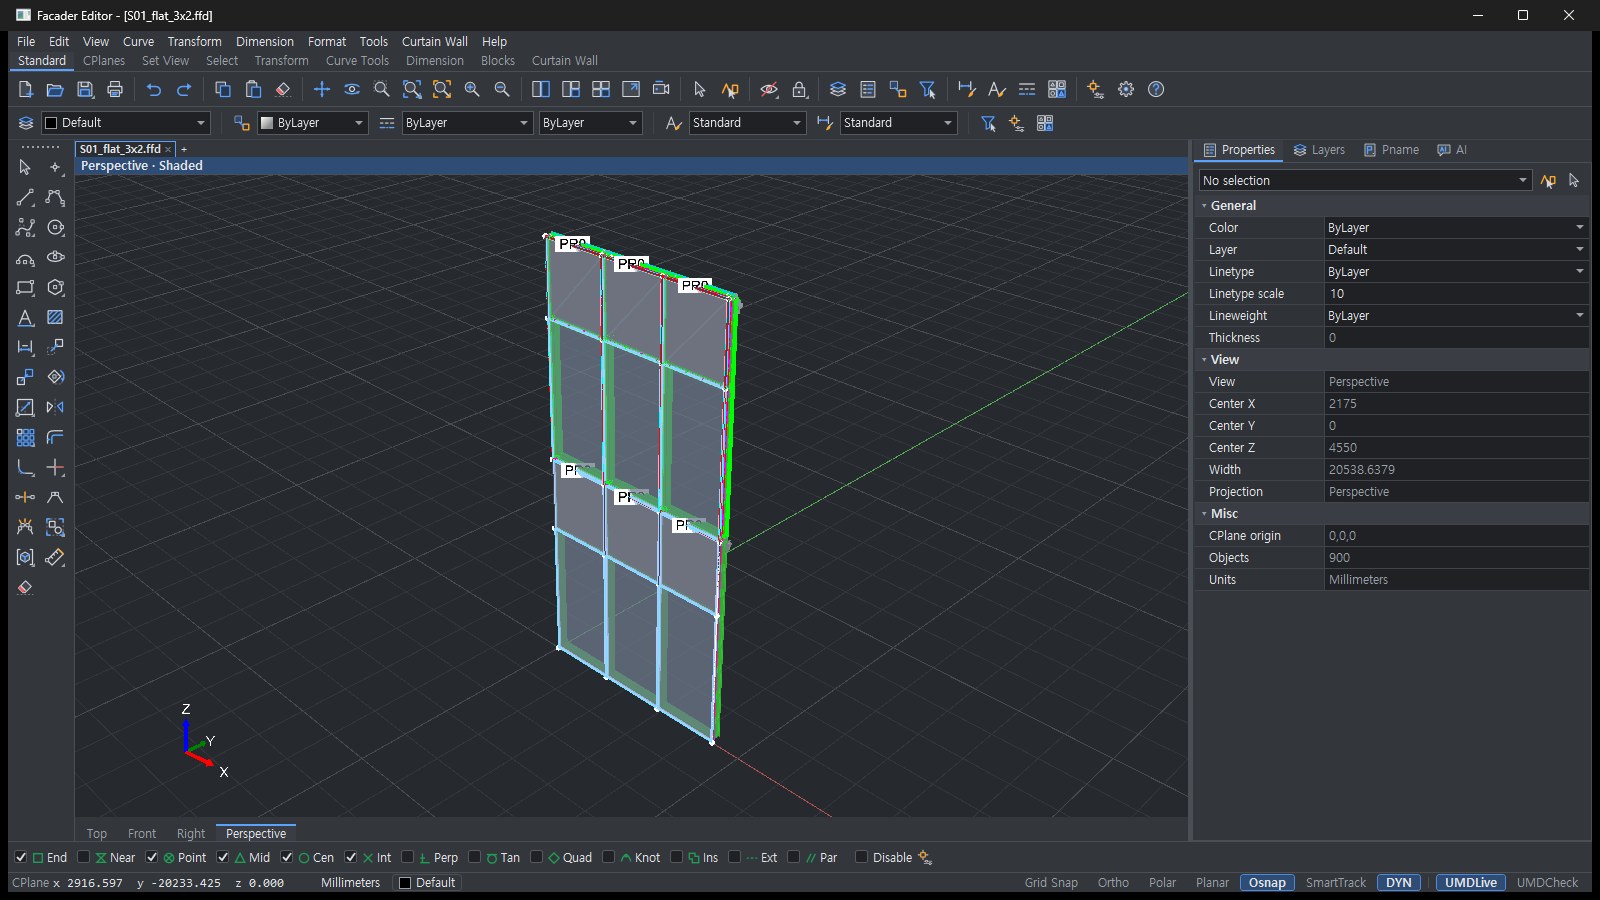 Facader Editor - [S01_flat_3x2.ffd]
File Edit View Curve Transform Dimension Format Tools Curtain Wall Help
Standard CPlanes Set View Select Transform Curve Tools Dimension Blocks Curtain Wall
Default ByLayer ByLayer ByLayer Standard Standard
S01_flat_3x2.ffd × +
Perspective · Shaded
Properties Layers Pname AI
No selection
General
Color ByLayer
Layer Default
Linetype ByLayer
Linetype scale 10
Lineweight ByLayer
Thickness 0
View
View Perspective
Center X 2175
Center Y 0
Center Z 4550
Width 20538.6379
Projection Perspective
Misc
CPlane origin 0,0,0
Objects 900
Units Millimeters
Z
Y
X
Top Front Right Perspective
End Near Point Mid Cen Int Perp Tan Quad Knot Ins Ext Par Disable
CPlane x 2916.597 y -20233.425 z 0.000 Millimeters Default Grid Snap Ortho Polar Planar Osnap SmartTrack DYN UMDLive UMDCheck